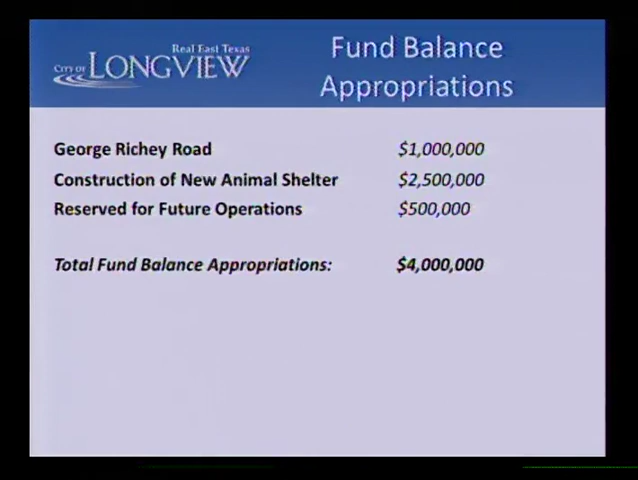 Real East Texas
CITY OF LONGVIEW
Fund Balance
Appropriations
George Richey Road $1,000,000
Construction of New Animal Shelter $2,500,000
Reserved for Future Operations $500,000
Total Fund Balance Appropriations: $4,000,000